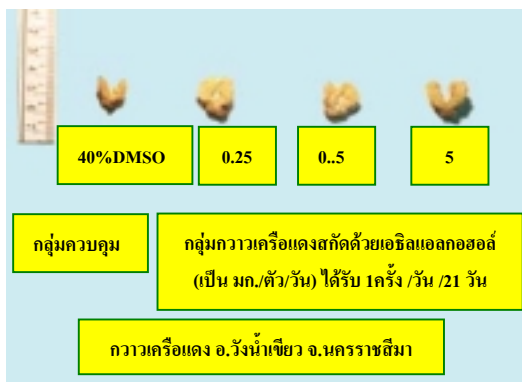 40%DMSO 0.25 0..5 5
กลุ่มควบคุม
กลุ่มกวาวเครือแดงสกัดด้วยเอธิลแอลกอฮอล์
(เป็น มก./ตัว/วัน) ได้รับ 1ครั้ง /วัน /21 วัน
กวาวเครือแดง อ.วังน้ำเขียว จ.นครราชสีมา